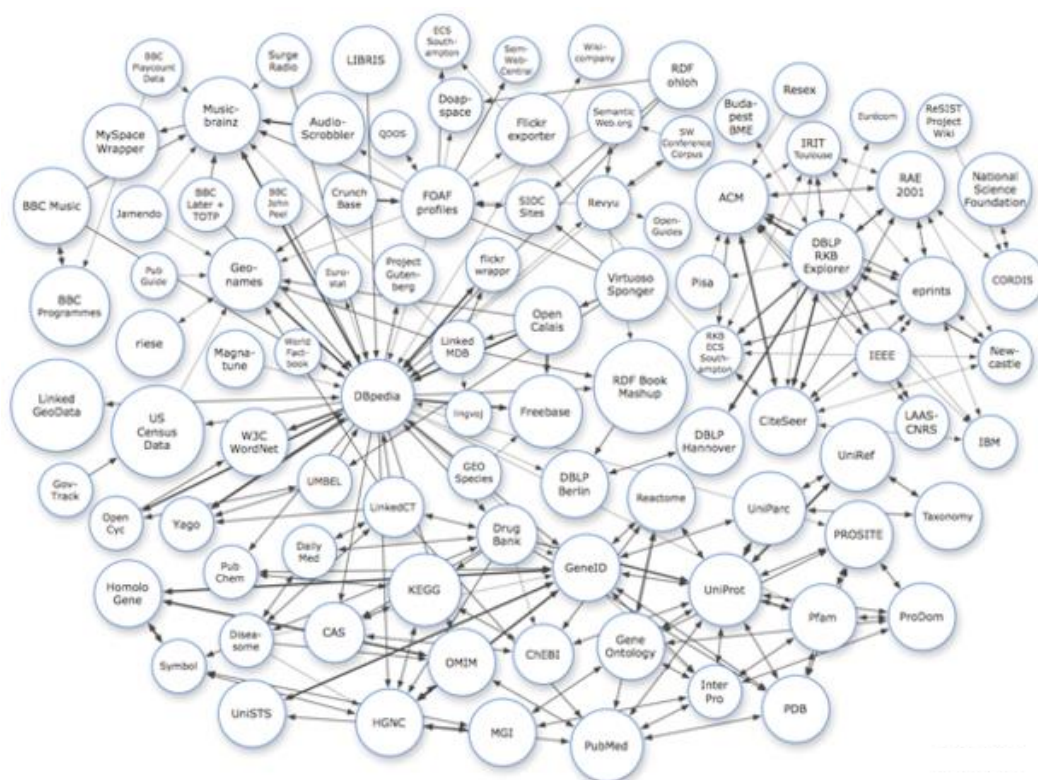 BBC
Playcount
Data
Surge
Radio
LIBRIS
ECS
South-
ampton
Sem-
Web-
Central
Wiki-
company
RDF
ohloh
Resex
Buda-
pest
BME
Eurécom
ReSIST
Project
Wiki
MySpace
Wrapper
Music-
brainz
Audio-
Scrobbler
QDOS
Doap-
space
Flickr
exporter
Semantic
Web.org
SW
Conference
Corpus
IRIT
Toulouse
RAE
2001
National
Science
Foundation
BBC Music
Jamendo
BBC
Later +
TOTP
BBC
John
Peel
Crunch
Base
FOAF
profiles
SIOC
Sites
Revyu
Open-
Guides
ACM
DBLP
RKB
Explorer
Pub
Guide
Geo-
names
Euro-
stat
Project
Guten-
berg
flickr
wrappr
Virtuoso
Sponger
Pisa
eprints
CORDIS
BBC
Programmes
riese
Magna-
tune
World
Fact-
book
Linked
MDB
Open
Calais
RKB
ECS
South-
ampton
IEEE
New-
castle
Linked
GeoData
US
Census
Data
W3C
WordNet
DBpedia
lingvoj
Freebase
RDF Book
Mashup
DBLP
Hannover
CiteSeer
LAAS-
CNRS
IBM
Gov-
Track
Open
Cyc
Yago
UMBEL
LinkedCT
GEO
Species
DBLP
Berlin
Reactome
UniParc
UniRef
Taxonomy
PROSITE
Daily
Med
Drug
Bank
Pub
Chem
Homolo
Gene
KEGG
GeneID
UniProt
Pfam
ProDom
Disea-
some
CAS
Symbol
OMIM
ChEBI
Gene
Ontology
Inter
Pro
UniSTS
HGNC
MGI
PubMed
PDB